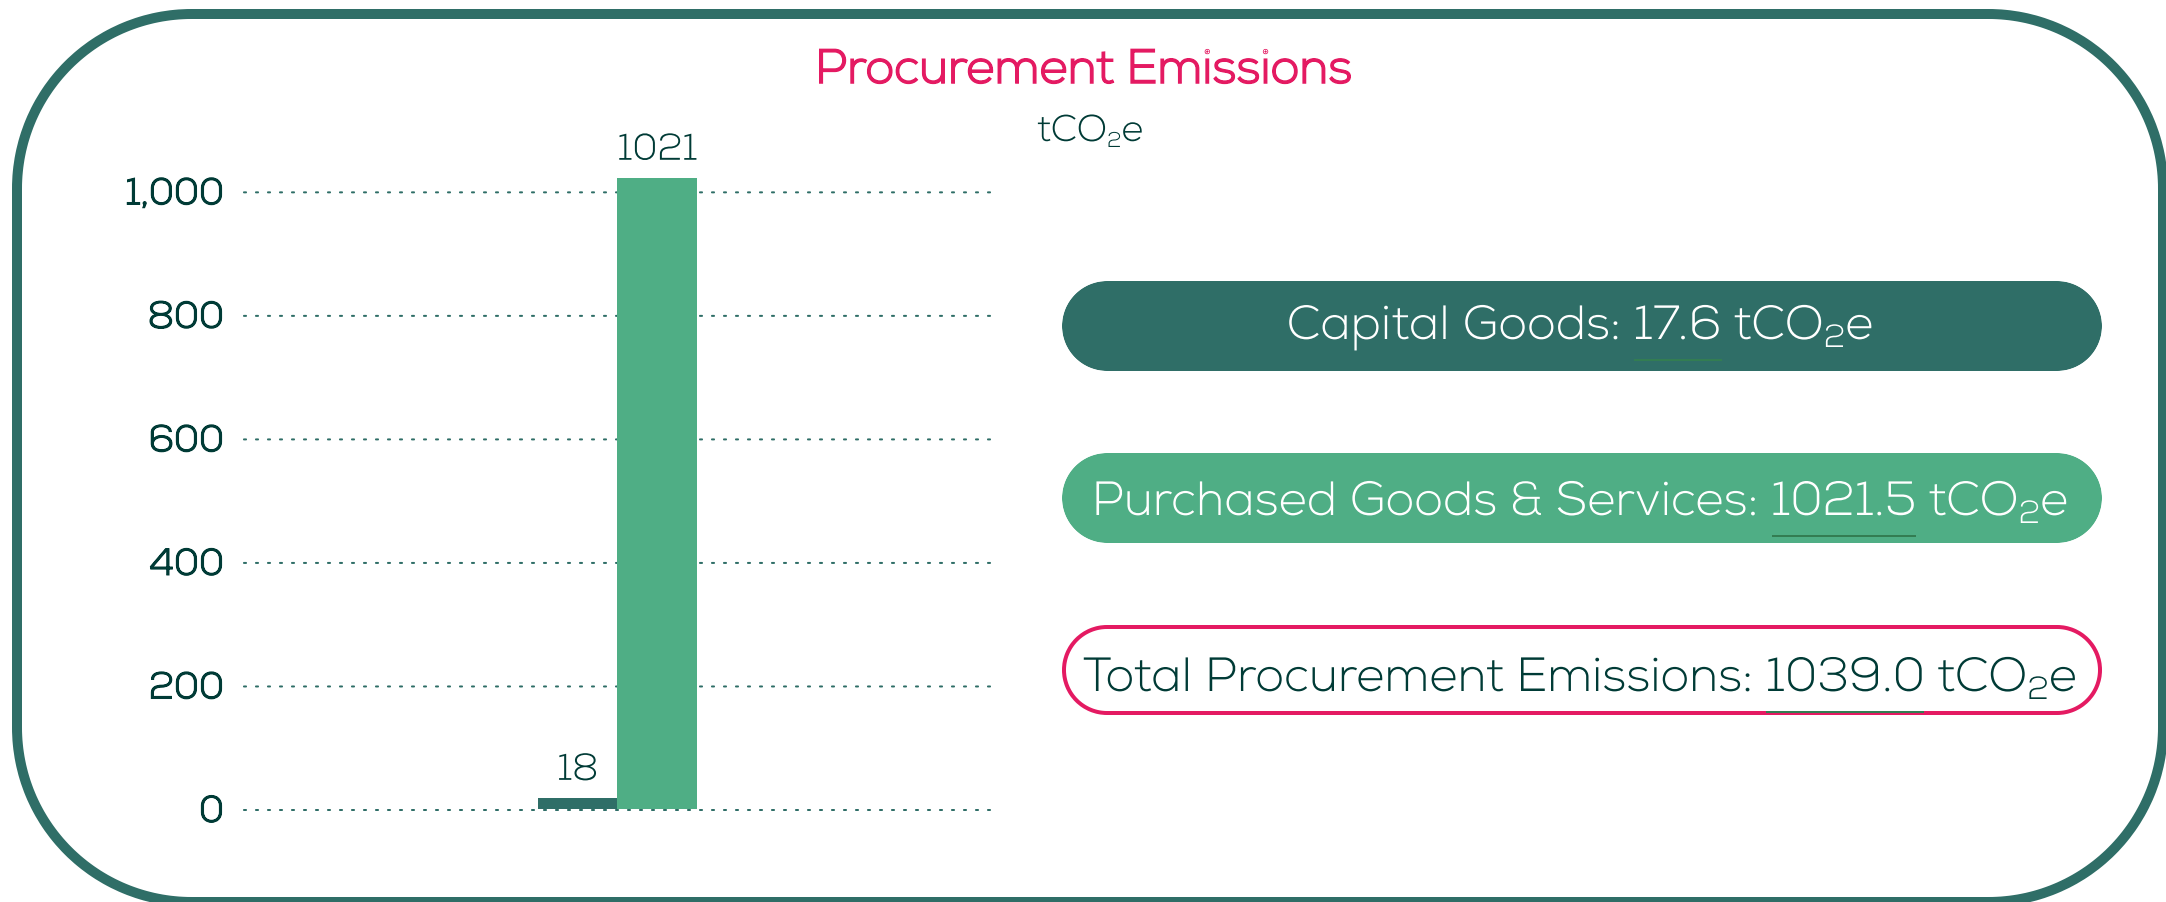 Procurement Emissions
tCO₂e
1021
1,000
800
600
400
200
18
0
Capital Goods: 17.6 tCO₂e
Purchased Goods & Services: 1021.5 tCO₂e
Total Procurement Emissions: 1039.0 tCO₂e